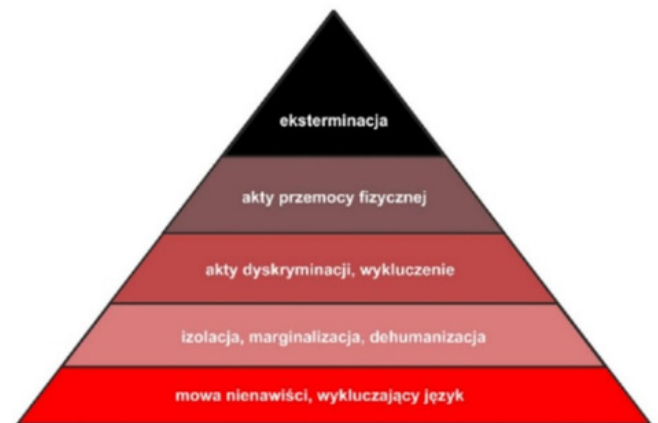 eksterminacja
akty przemocy fizycznej
akty dyskryminacji, wykluczenie
izolacja, marginalizacja, dehumanizacja
mowa nienawiści, wykluczający język